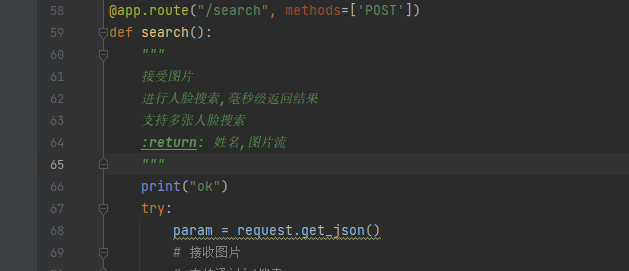 58 @app.route("/search", methods=['POST'])
59 def search():
60 """
61 接受图片
62 进行人脸搜索,毫秒级返回结果
63 支持多张人脸搜索
64 :return: 姓名,图片流
65 """
66 print("ok")
67 try:
68 param = request.get_json()
69 # 接收图片